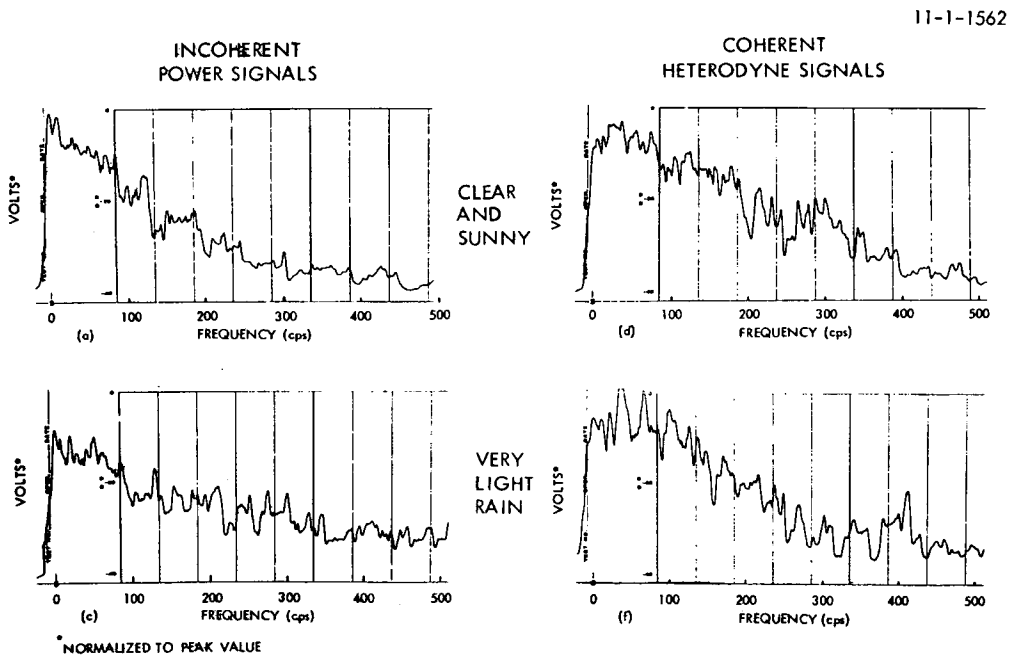 11-1-1562
INCOHERENT
POWER SIGNALS
COHERENT
HETERODYNE SIGNALS
VOLTS*
0 100 200 300 400 500
(a) FREQUENCY (cps)
CLEAR
AND
SUNNY
VOLTS*
0 100 200 300 400 500
(d) FREQUENCY (cps)
VOLTS*
0 100 200 300 400 500
(c) FREQUENCY (cps)
VERY
LIGHT
RAIN
VOLTS*
0 100 200 300 400 500
(f) FREQUENCY (cps)
*NORMALIZED TO PEAK VALUE